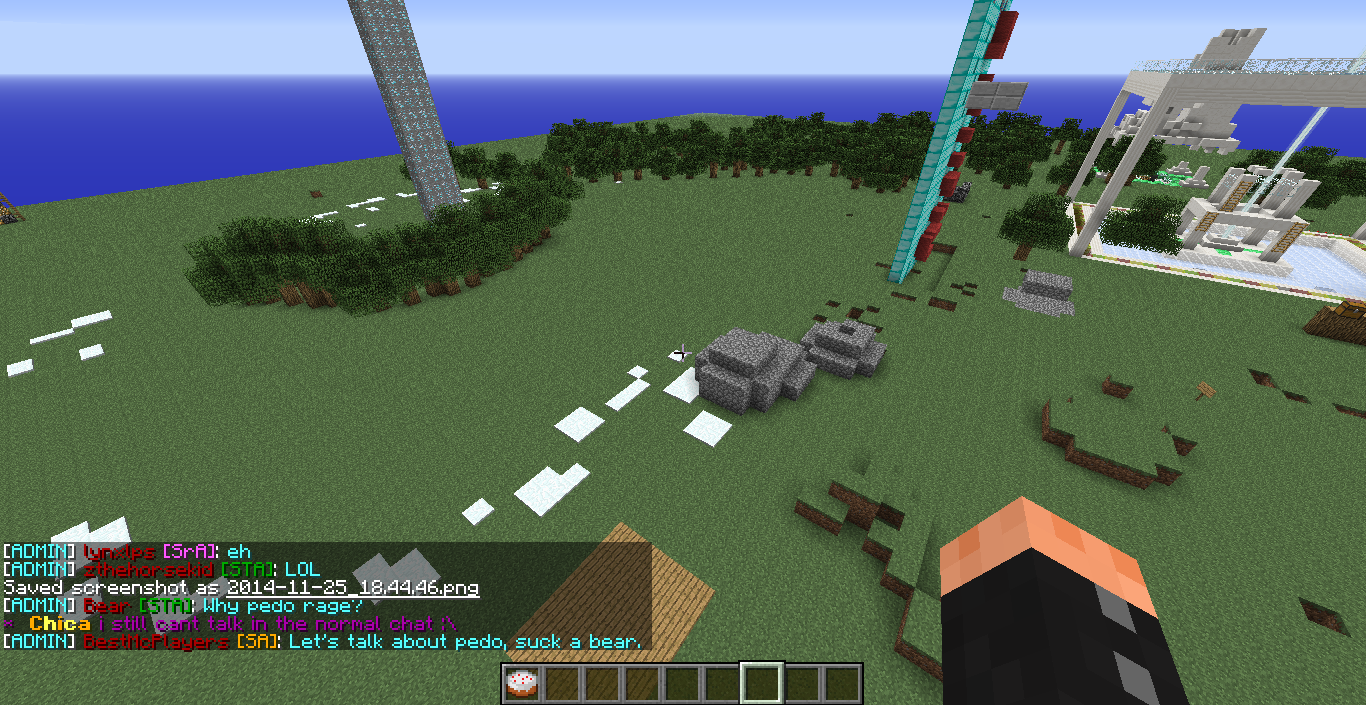 [ADMIN] lynxlps [SrA]: eh
[ADMIN] zthehorsekid [STA]: LOL
Saved screenshot as 2014-11-25_18.44.46.png
[ADMIN] Bear [STA]: Why pedo rage?
* Chica i still cant talk in the normal chat :\
[ADMIN] BestMcPlayers [SA]: Let's talk about pedo, suck a bear.